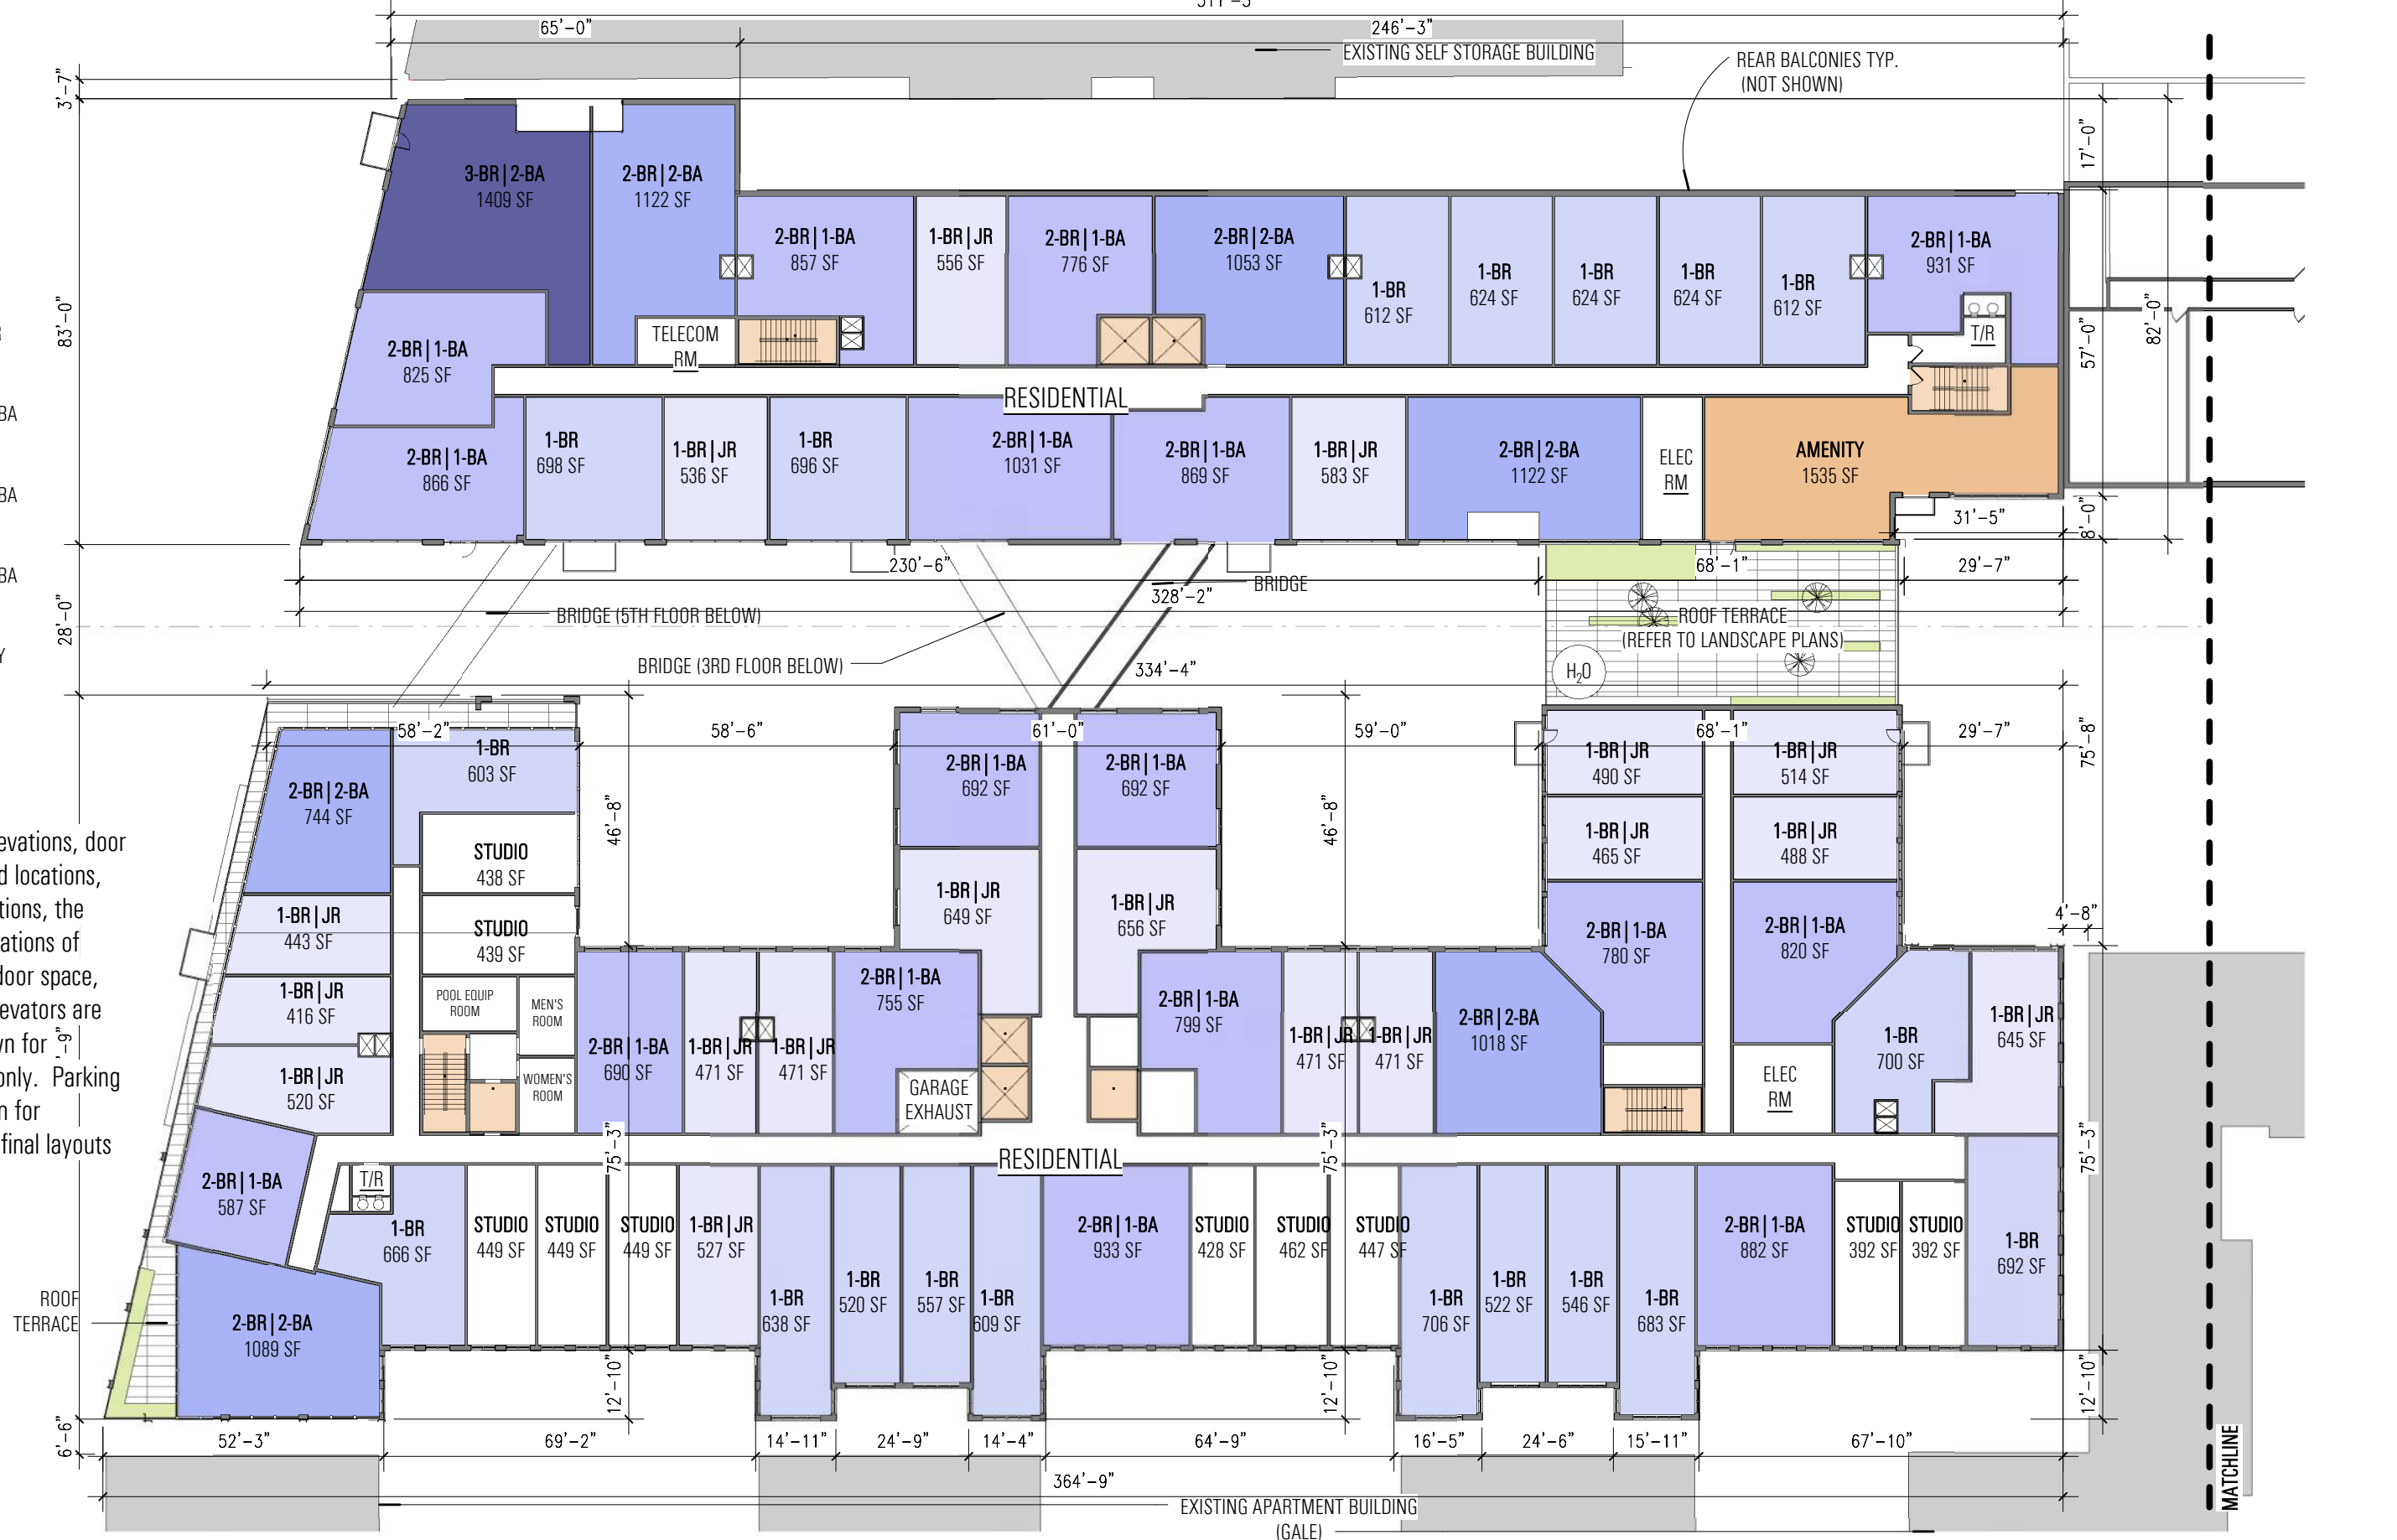 311'-5"
65'-0"
246'-3"
EXISTING SELF STORAGE BUILDING
REAR BALCONIES TYP.
(NOT SHOWN)
3'-7"
17'-0"
3-BR|2-BA
1409 SF
2-BR|2-BA
1122 SF
2-BR|1-BA
857 SF
1-BR|JR
556 SF
2-BR|1-BA
776 SF
2-BR|2-BA
1053 SF
1-BR
612 SF
1-BR
624 SF
1-BR
624 SF
1-BR
624 SF
1-BR
612 SF
2-BR|1-BA
931 SF
T/R
TELECOM
RM
83'-0"
57'-0"
82'-0"
2-BR|1-BA
825 SF
RESIDENTIAL
BA
2-BR|1-BA
866 SF
1-BR
698 SF
1-BR|JR
536 SF
1-BR
696 SF
2-BR|1-BA
1031 SF
2-BR|1-BA
869 SF
1-BR|JR
583 SF
2-BR|2-BA
1122 SF
ELEC
RM
AMENITY
1535 SF
BA
31'-5"
8'-0"
230'-6"
68'-1"
29'-7"
BA
BRIDGE
328'-2"
28'-0"
BRIDGE (5TH FLOOR BELOW)
ROOF TERRACE
(REFER TO LANDSCAPE PLANS)
Y
BRIDGE (3RD FLOOR BELOW)
334'-4"
H2O
58'-2"
58'-6"
61'-0"
59'-0"
68'-1"
29'-7"
75'-8"
2-BR|2-BA
744 SF
1-BR
603 SF
2-BR|1-BA
692 SF
2-BR|1-BA
692 SF
1-BR|JR
490 SF
1-BR|JR
514 SF
46'-8"
46'-8"
STUDIO
438 SF
1-BR|JR
465 SF
1-BR|JR
488 SF
evations, door
d locations,
tions, the
ations of
door space,
evators are
vn for
only. Parking
n for
final layouts
-9"
1-BR|JR
443 SF
STUDIO
439 SF
1-BR|JR
649 SF
1-BR|JR
656 SF
2-BR|1-BA
780 SF
2-BR|1-BA
820 SF
4'-8"
1-BR|JR
416 SF
POOL EQUIP
ROOM
MEN'S
ROOM
2-BR|1-BA
755 SF
2-BR|1-BA
799 SF
2-BR|2-BA
1018 SF
1-BR
700 SF
1-BR|JR
645 SF
1-BR|JR
520 SF
WOMEN'S
ROOM
2-BR|1-BA
690 SF
1-BR|JR
471 SF
1-BR|JR
471 SF
GARAGE
EXHAUST
1-BR|JR
471 SF
1-BR|JR
471 SF
ELEC
RM
75'-3"
75'-3"
75'-3"
RESIDENTIAL
2-BR|1-BA
587 SF
T/R
1-BR
666 SF
STUDIO
449 SF
STUDIO
449 SF
STUDIO
449 SF
1-BR|JR
527 SF
1-BR
638 SF
1-BR
520 SF
1-BR
557 SF
1-BR
609 SF
2-BR|1-BA
933 SF
STUDIO
428 SF
STUDIO
462 SF
STUDIO
447 SF
1-BR
706 SF
1-BR
522 SF
1-BR
546 SF
1-BR
683 SF
2-BR|1-BA
882 SF
STUDIO
392 SF
STUDIO
392 SF
1-BR
692 SF
ROOF
TERRACE
2-BR|2-BA
1089 SF
12'-10"
12'-10"
12'-10"
6'-6"
52'-3"
69'-2"
14'-11"
24'-9"
14'-4"
64'-9"
16'-5"
24'-6"
15'-11"
67'-10"
364'-9"
EXISTING APARTMENT BUILDING
(GALE)
MATCHLINE